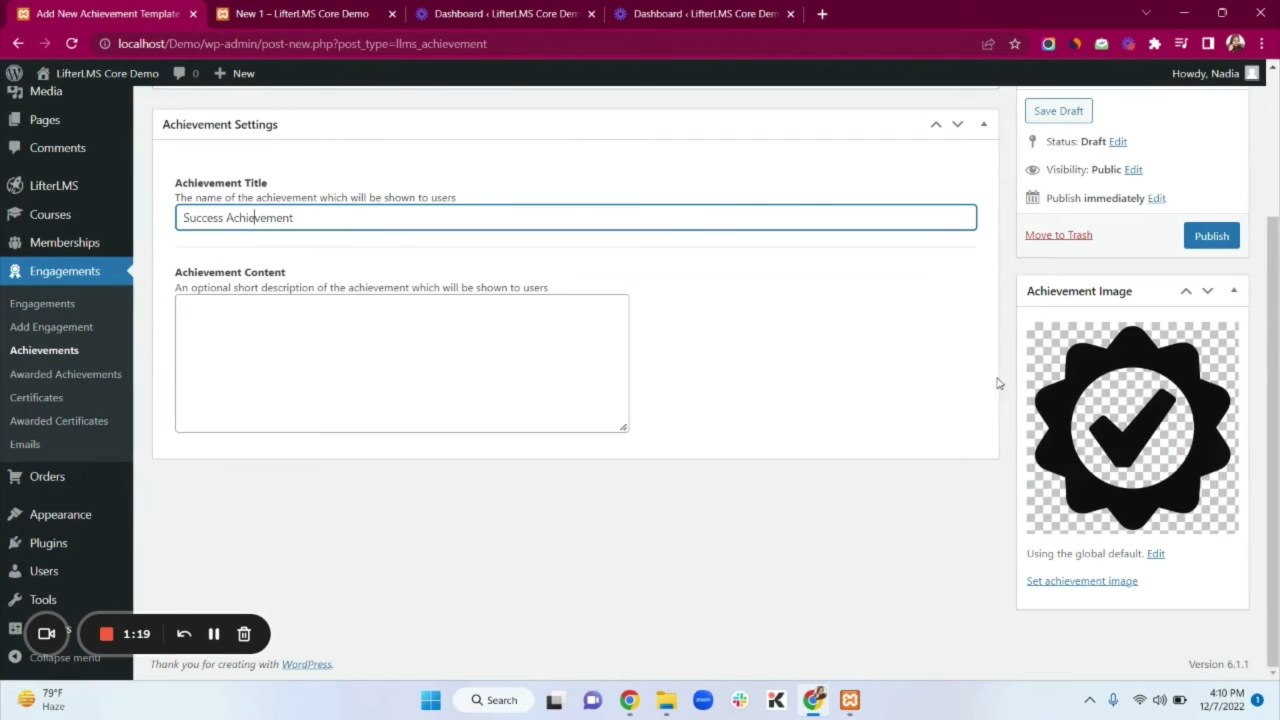 Add New Achievement Template
New 1 – LifterLMS Core Demo
Dashboard ‹ LifterLMS Core Dem
Dashboard ‹ LifterLMS Core Dem
localhost/Demo/wp-admin/post-new.php?post_type=llms_achievement
LifterLMS Core Demo
0
New
Howdy, Nadia
Media
Pages
Comments
LifterLMS
Courses
Memberships
Engagements
Engagements
Add Engagement
Achievements
Awarded Achievements
Certificates
Awarded Certificates
Emails
Orders
Appearance
Plugins
Users
Tools
Collapse menu
1:19
Achievement Settings
Achievement Title
The name of the achievement which will be shown to users
Success Achievement
Achievement Content
An optional short description of the achievement which will be shown to users
Thank you for creating with WordPress.
Version 6.1.1
Save Draft
Status: Draft Edit
Visibility: Public Edit
Publish immediately Edit
Move to Trash
Publish
Achievement Image
Using the global default. Edit
Set achievement image
79°F
Haze
Search
zoom
4:10 PM
12/7/2022
1